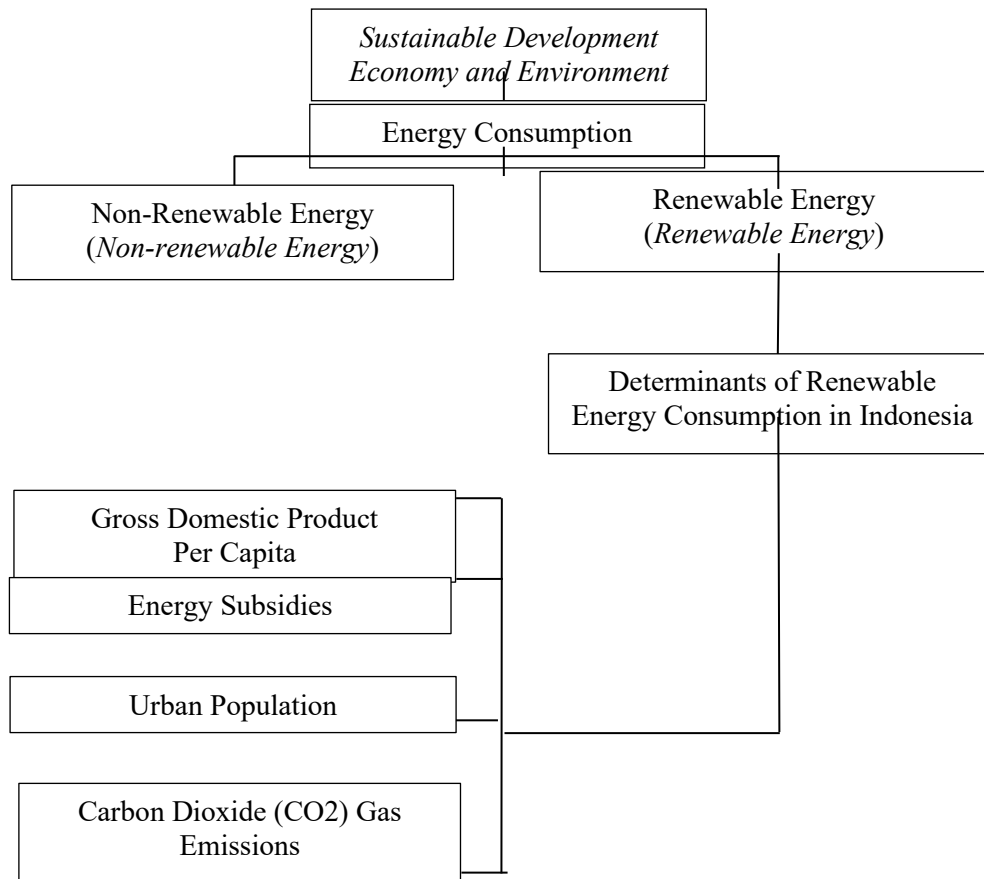 Sustainable Development
Economy and Environment
Energy Consumption
Non-Renewable Energy
(Non-renewable Energy)
Renewable Energy
(Renewable Energy)
Determinants of Renewable
Energy Consumption in Indonesia
Gross Domestic Product
Per Capita
Energy Subsidies
Urban Population
Carbon Dioxide (CO2) Gas
Emissions